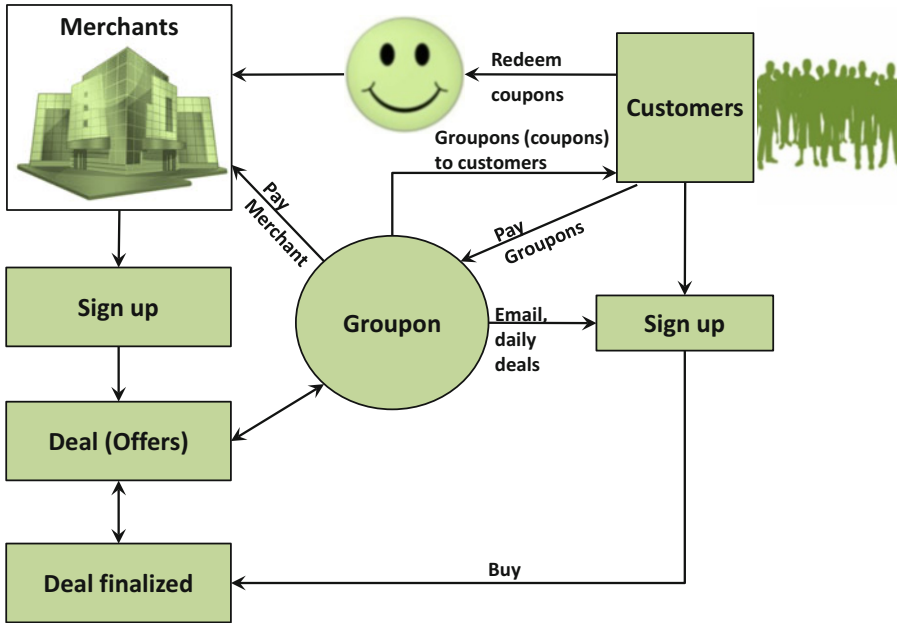 Merchants
Redeem
coupons
Customers
Groupons (coupons)
to customers
Pay
Merchant
Pay
Groupons
Sign up
Groupon
Email,
daily
deals
Sign up
Deal (Offers)
Deal finalized
Buy